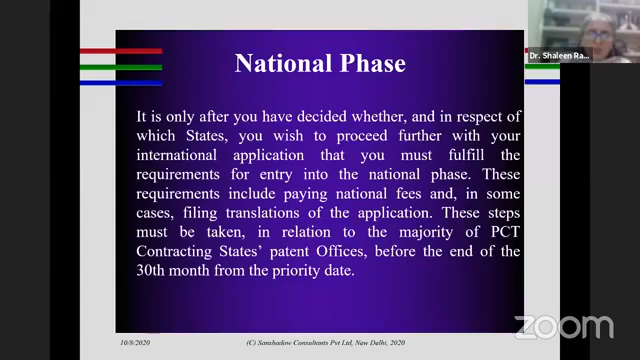 Dr. Shaleen Ra...
National Phase
It is only after you have decided whether, and in respect of
which States, you wish to proceed further with your
international application that you must fulfill the
requirements for entry into the national phase. These
requirements include paying national fees and, in some
cases, filing translations of the application. These steps
must be taken, in relation to the majority of PCT
Contracting States' patent Offices, before the end of the
30th month from the priority date.
10/8/2020
(C) Sanshadow Consultants Pvt Ltd, New Delhi, 2020
zoom